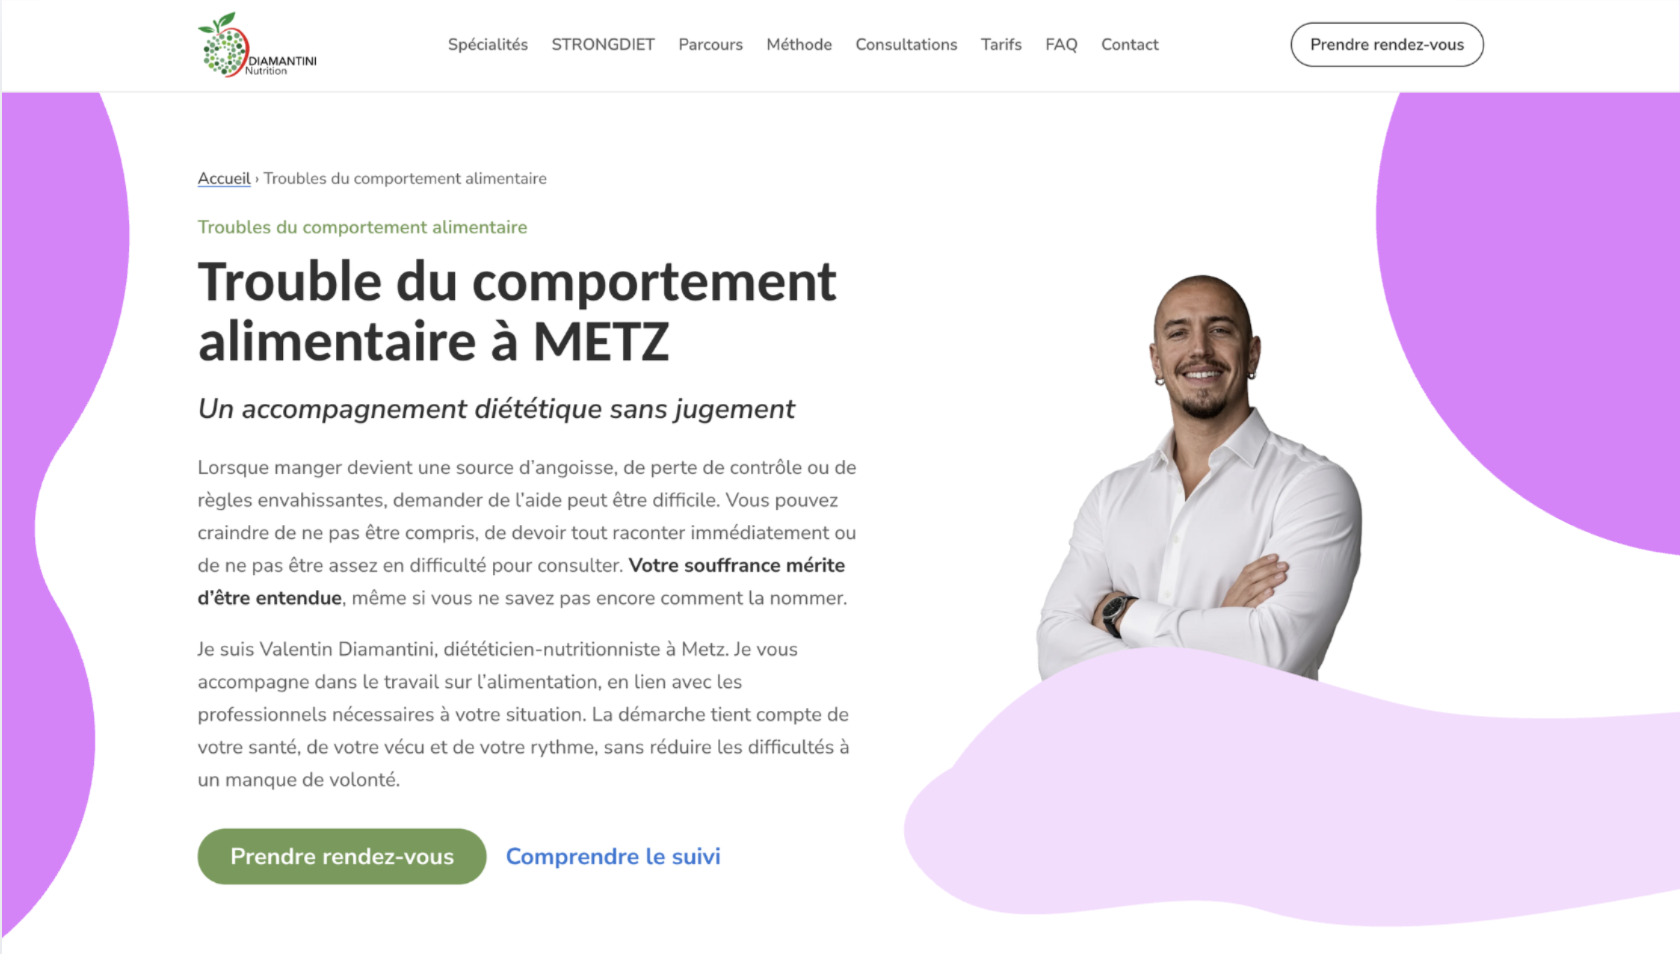 DIAMANTINI
Nutrition
Spécialités STRONGDIET Parcours Méthode Consultations Tarifs FAQ Contact
Prendre rendez-vous
Accueil › Troubles du comportement alimentaire
Troubles du comportement alimentaire
Trouble du comportement
alimentaire à METZ
Un accompagnement diététique sans jugement
Lorsque manger devient une source d’angoisse, de perte de contrôle ou de
règles envahissantes, demander de l’aide peut être difficile. Vous pouvez
craindre de ne pas être compris, de devoir tout raconter immédiatement ou
de ne pas être assez en difficulté pour consulter. Votre souffrance mérite
d’être entendue, même si vous ne savez pas encore comment la nommer.
Je suis Valentin Diamantini, diététicien-nutritionniste à Metz. Je vous
accompagne dans le travail sur l’alimentation, en lien avec les
professionnels nécessaires à votre situation. La démarche tient compte de
votre santé, de votre vécu et de votre rythme, sans réduire les difficultés à
un manque de volonté.
Prendre rendez-vous
Comprendre le suivi